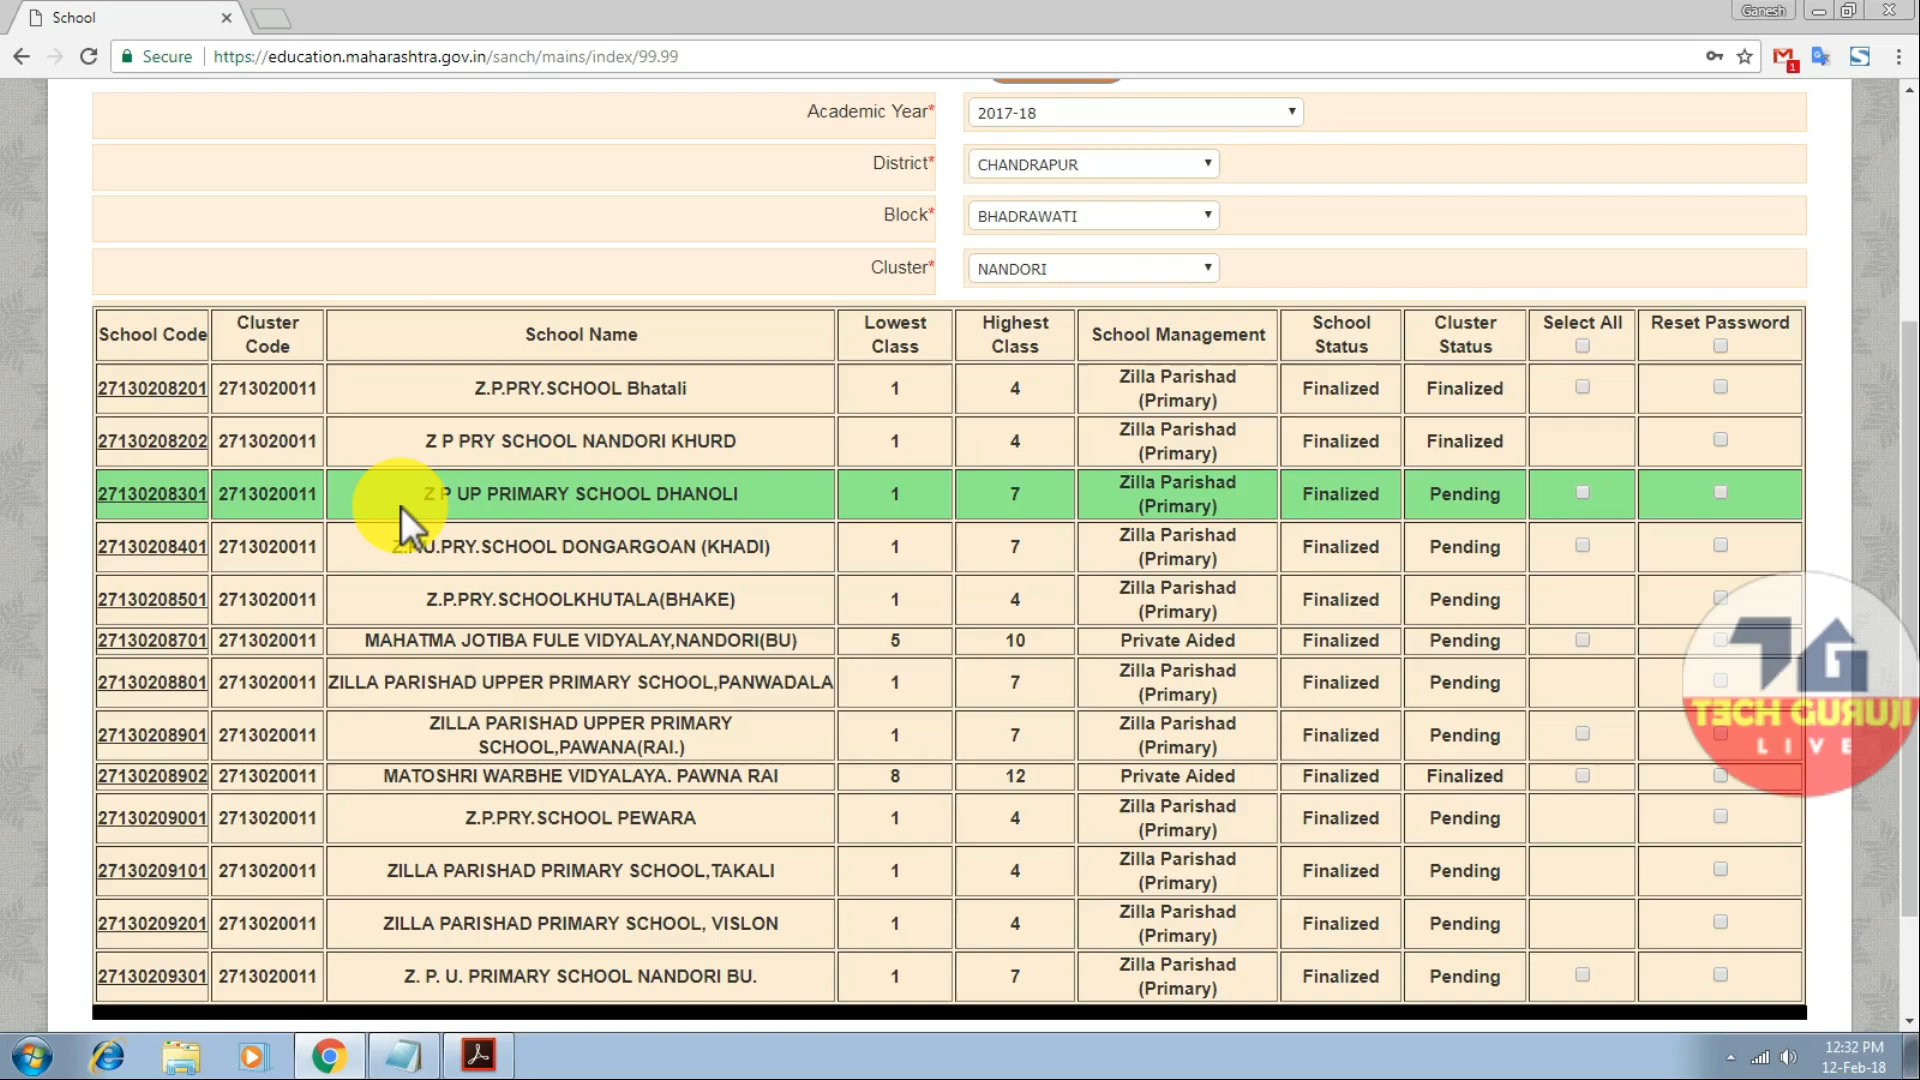 School
Ganesh
Secure https://education.maharashtra.gov.in/sanch/mains/index/99.99
1
Academic Year* 2017-18
District* CHANDRAPUR
Block* BHADRAWATI
Cluster* NANDORI
School Code Cluster Code School Name Lowest Class Highest Class School Management School Status Cluster Status Select All Reset Password
27130208201 2713020011 Z.P.PRY.SCHOOL Bhatali 1 4 Zilla Parishad (Primary) Finalized Finalized
27130208202 2713020011 Z P PRY SCHOOL NANDORI KHURD 1 4 Zilla Parishad (Primary) Finalized Finalized
27130208301 2713020011 Z P UP PRIMARY SCHOOL DHANOLI 1 7 Zilla Parishad (Primary) Finalized Pending
27130208401 2713020011 Z.P.U.PRY.SCHOOL DONGARGOAN (KHADI) 1 7 Zilla Parishad (Primary) Finalized Pending
27130208501 2713020011 Z.P.PRY.SCHOOLKHUTALA(BHAKE) 1 4 Zilla Parishad (Primary) Finalized Pending
27130208701 2713020011 MAHATMA JOTIBA FULE VIDYALAY,NANDORI(BU) 5 10 Private Aided Finalized Pending
27130208801 2713020011 ZILLA PARISHAD UPPER PRIMARY SCHOOL,PANWADALA 1 7 Zilla Parishad (Primary) Finalized Pending
27130208901 2713020011 ZILLA PARISHAD UPPER PRIMARY SCHOOL,PAWANA(RAI.) 1 7 Zilla Parishad (Primary) Finalized Pending
27130208902 2713020011 MATOSHRI WARBHE VIDYALAYA. PAWNA RAI 8 12 Private Aided Finalized Finalized
27130209001 2713020011 Z.P.PRY.SCHOOL PEWARA 1 4 Zilla Parishad (Primary) Finalized Pending
27130209101 2713020011 ZILLA PARISHAD PRIMARY SCHOOL,TAKALI 1 4 Zilla Parishad (Primary) Finalized Pending
27130209201 2713020011 ZILLA PARISHAD PRIMARY SCHOOL, VISLON 1 4 Zilla Parishad (Primary) Finalized Pending
27130209301 2713020011 Z. P. U. PRIMARY SCHOOL NANDORI BU. 1 7 Zilla Parishad (Primary) Finalized Pending
TG
TECH GURUJI
LIVE
12:32 PM
12-Feb-18